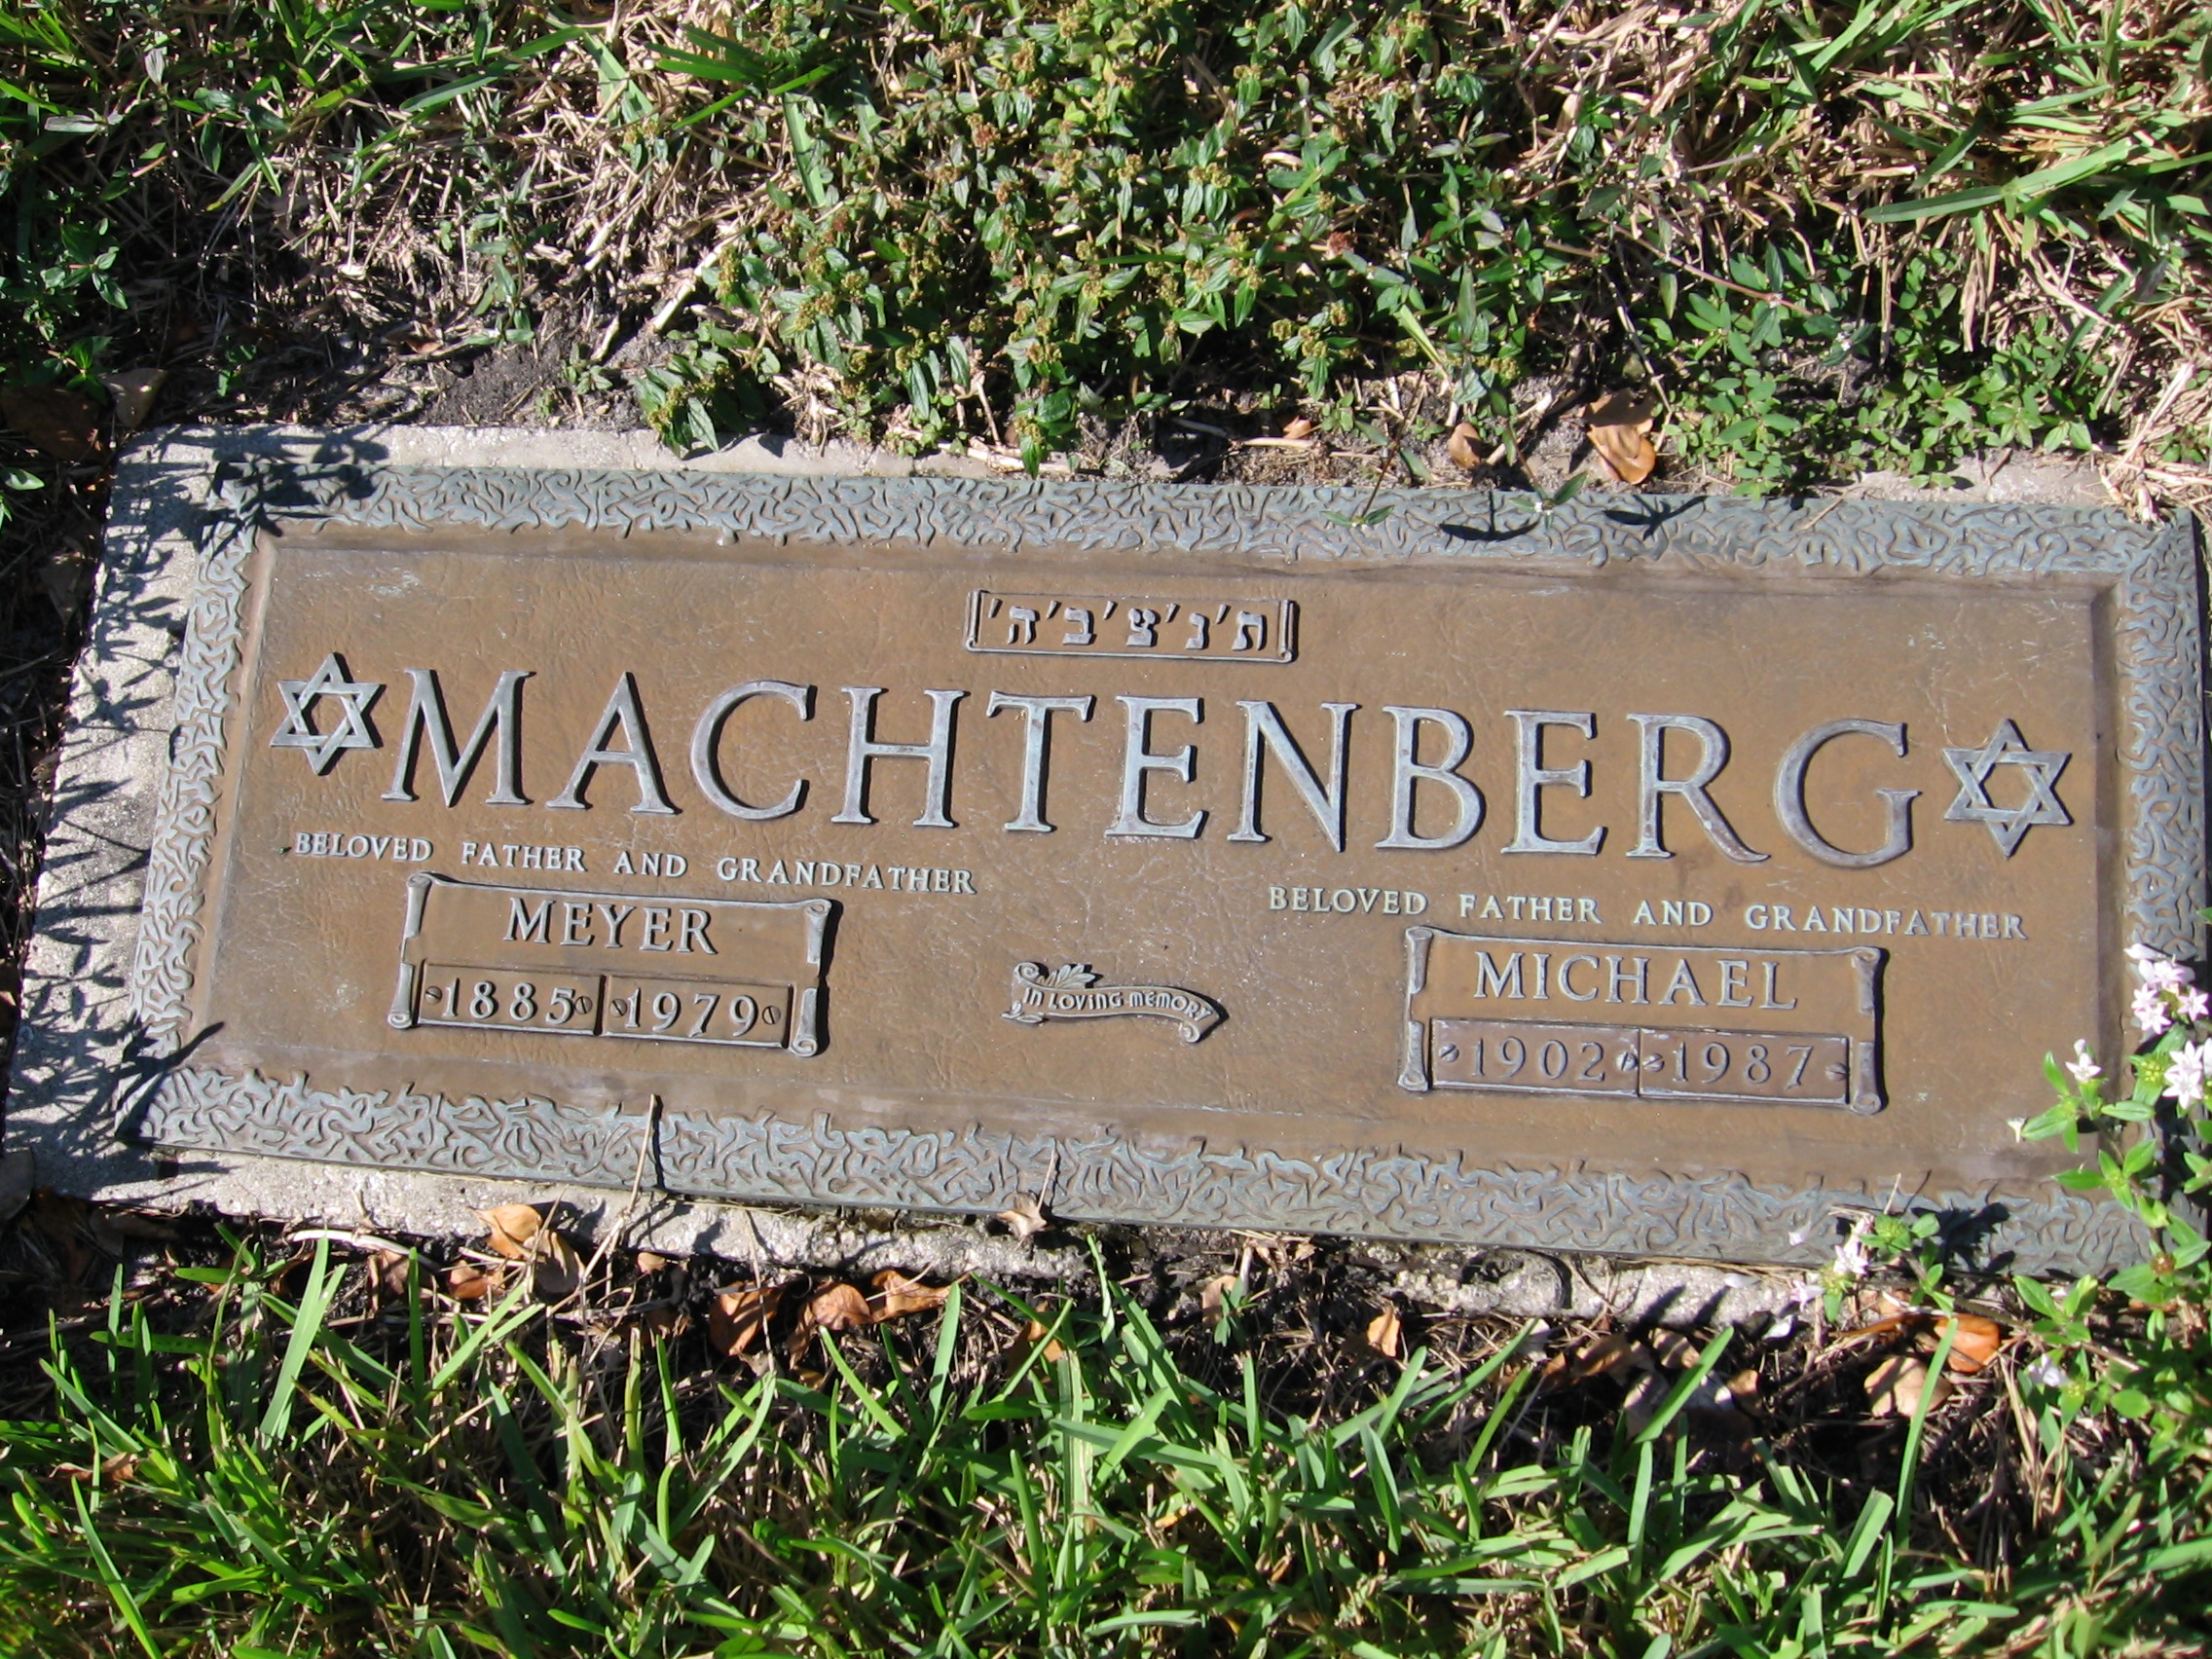 ת'נ'צ'ב'ה'
MACHTENBERG
BELOVED FATHER AND GRANDFATHER
MEYER
1885 1979
IN LOVING MEMORY
BELOVED FATHER AND GRANDFATHER
MICHAEL
1902 1987